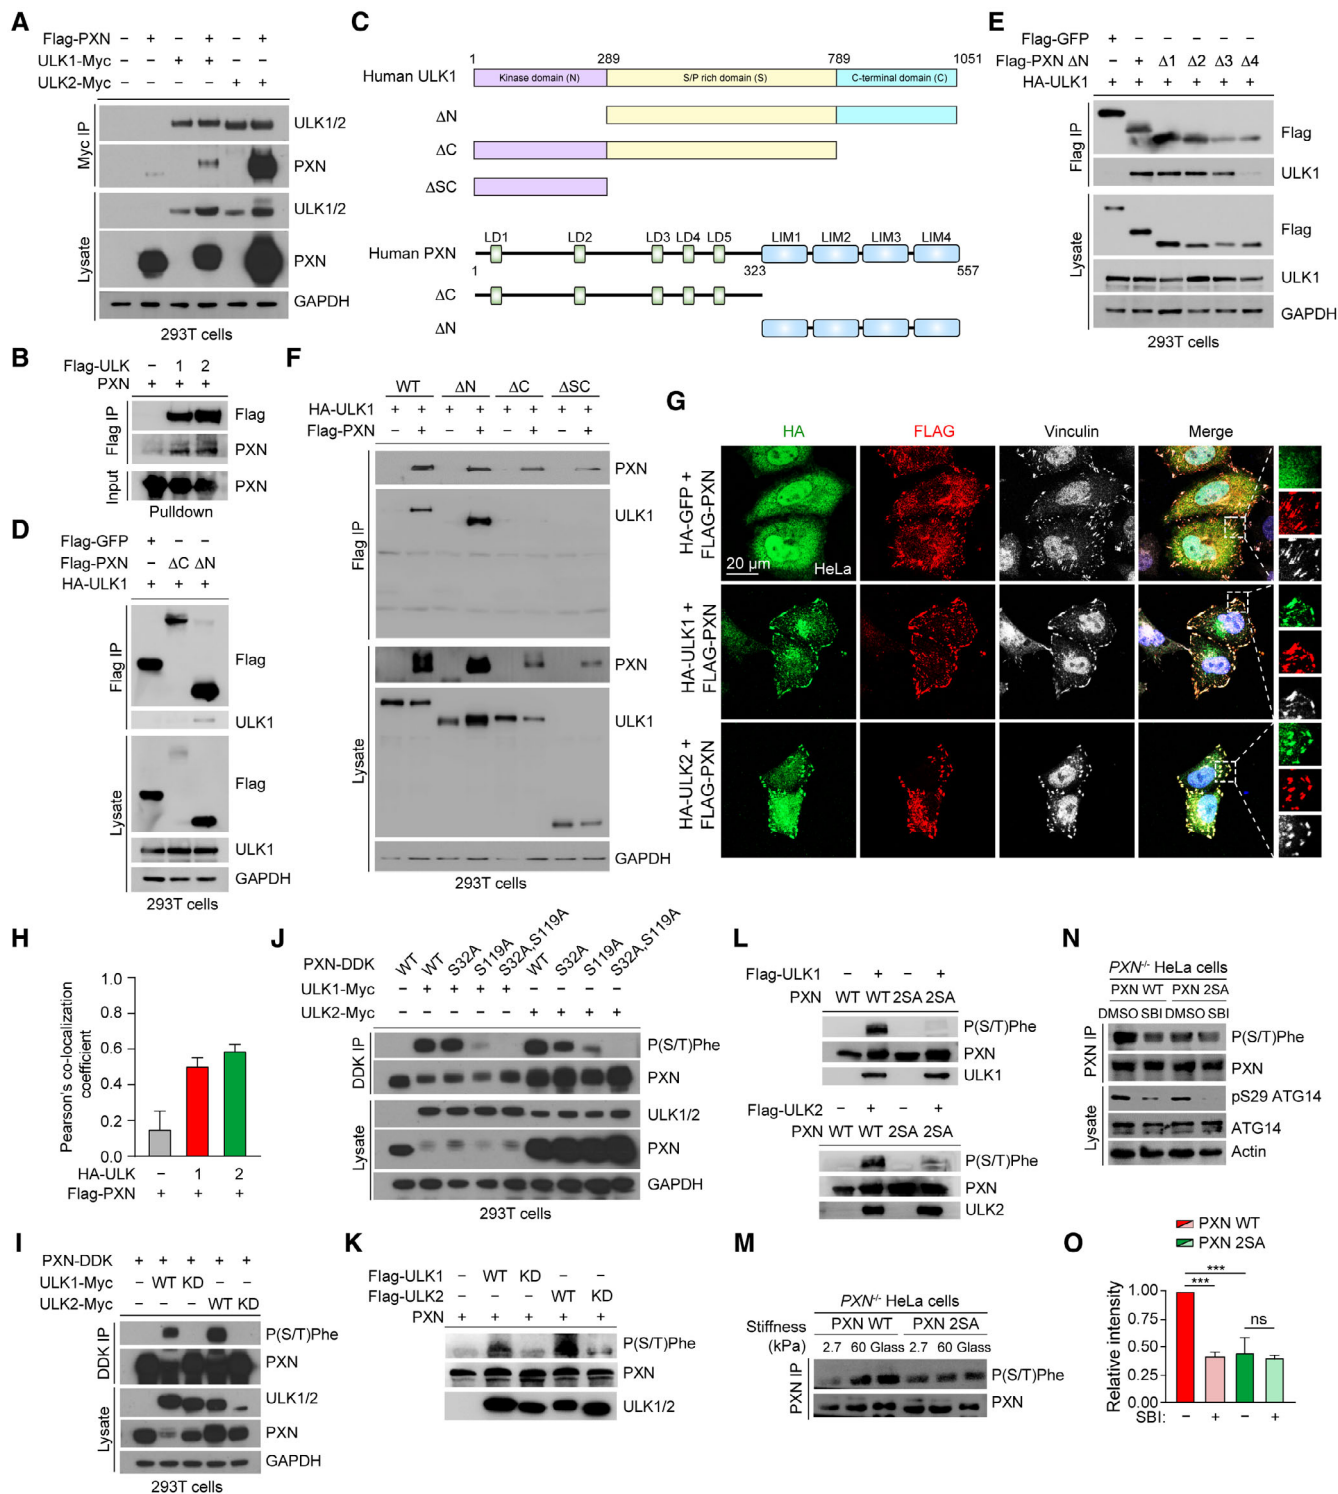 A
Flag-PXN – + – + – +
ULK1-Myc – – + + – –
ULK2-Myc – – – – + +
Myc IP
ULK1/2
PXN
Lysate
ULK1/2
PXN
GAPDH
293T cells
B
Flag-ULK – 1 2
PXN + + +
Flag IP
Flag
PXN
Input
PXN
Pulldown
C
1 289 789 1051
Human ULK1
Kinase domain (N) S/P rich domain (S) C-terminal domain (C)
ΔN
ΔC
ΔSC
LD1 LD2 LD3 LD4 LD5 LIM1 LIM2 LIM3 LIM4
Human PXN
1 323 557
ΔC
ΔN
D
Flag-GFP + – –
Flag-PXN – ΔC ΔN
HA-ULK1 + + +
Flag IP
Flag
ULK1
Lysate
Flag
ULK1
GAPDH
293T cells
E
Flag-GFP + – – – – –
Flag-PXN ΔN – + Δ1 Δ2 Δ3 Δ4
HA-ULK1 + + + + + +
Flag IP
Flag
ULK1
Lysate
Flag
ULK1
GAPDH
293T cells
F
WT ΔN ΔC ΔSC
HA-ULK1 + + + + + + + +
Flag-PXN – + – + – + – +
Flag IP
PXN
ULK1
Lysate
PXN
ULK1
GAPDH
293T cells
G
HA FLAG Vinculin Merge
HA-GFP +
FLAG-PXN
20 µm
HeLa
HA-ULK1 +
FLAG-PXN
HA-ULK2 +
FLAG-PXN
H
Pearson's co-localization
coefficient
1.0
0.8
0.6
0.4
0.2
0.0
HA-ULK – 1 2
Flag-PXN + + +
I
PXN-DDK + + + + +
ULK1-Myc – WT KD – –
ULK2-Myc – – – WT KD
DDK IP
P(S/T)Phe
PXN
Lysate
ULK1/2
PXN
GAPDH
293T cells
J
PXN-DDK WT WT S32A S119A S32A,S119A WT S32A S119A S32A,S119A
ULK1-Myc – + + + + – – – –
ULK2-Myc – – – – – + + + +
DDK IP
P(S/T)Phe
PXN
Lysate
ULK1/2
PXN
GAPDH
293T cells
K
Flag-ULK1 – WT KD – –
Flag-ULK2 – – – WT KD
PXN + + + + +
P(S/T)Phe
PXN
ULK1/2
L
Flag-ULK1 – + – +
PXN WT WT 2SA 2SA
P(S/T)Phe
PXN
ULK1
Flag-ULK2 – + – +
PXN WT WT 2SA 2SA
P(S/T)Phe
PXN
ULK2
M
PXN-/- HeLa cells
Stiffness PXN WT PXN 2SA
(kPa) 2.7 60 Glass 2.7 60 Glass
PXN IP
P(S/T)Phe
PXN
N
PXN-/- HeLa cells
PXN WT PXN 2SA
DMSO SBI DMSO SBI
PXN IP
P(S/T)Phe
PXN
Lysate
pS29 ATG14
ATG14
Actin
O
PXN WT
PXN 2SA
Relative intensity
1.00
0.75
0.50
0.25
0.00
***
***
ns
SBI: – + – +